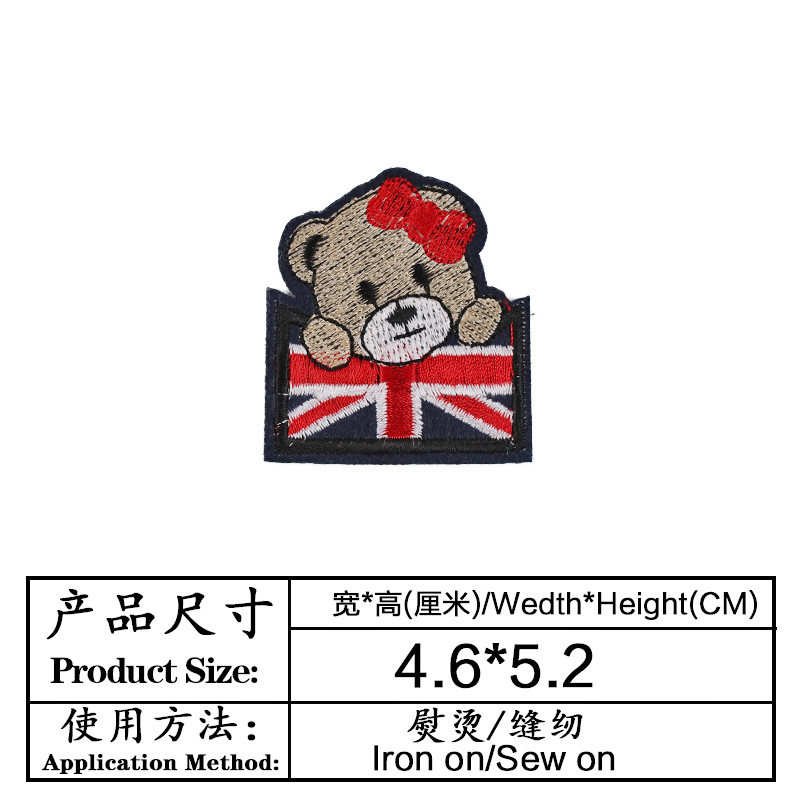 产品尺寸
Product Size:
宽*高(厘米)/Wedth*Height(CM)
4.6*5.2
使用方法：
Application Method:
熨烫/缝纫
Iron on/Sew on